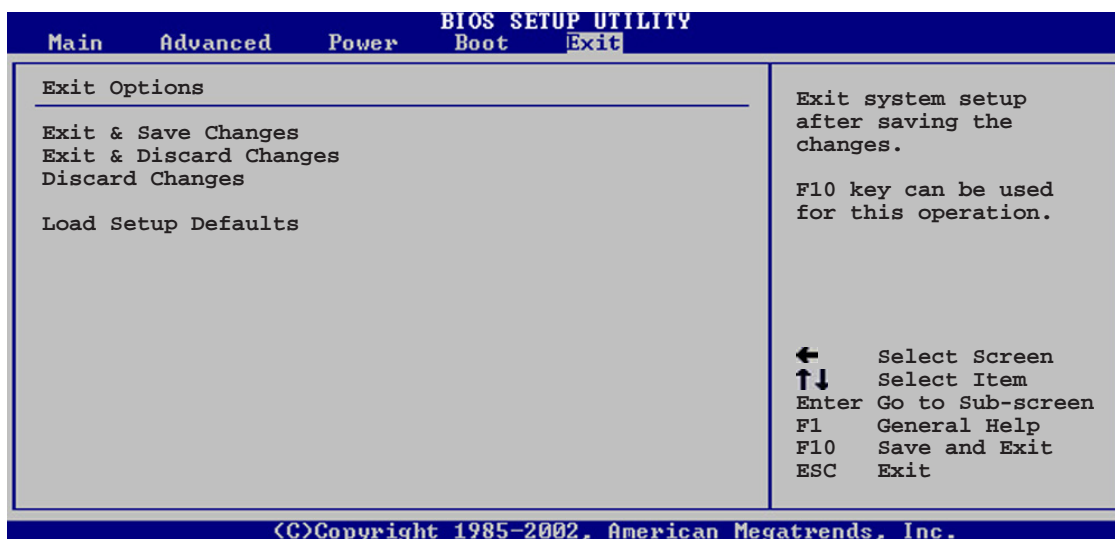 BIOS SETUP UTILITY
Main Advanced Power Boot Exit
Exit Options
Exit & Save Changes
Exit & Discard Changes
Discard Changes
Load Setup Defaults
Exit system setup
after saving the
changes.
F10 key can be used
for this operation.
← Select Screen
↑↓ Select Item
Enter Go to Sub-screen
F1 General Help
F10 Save and Exit
ESC Exit
(C)Copyright 1985-2002, American Megatrends, Inc.